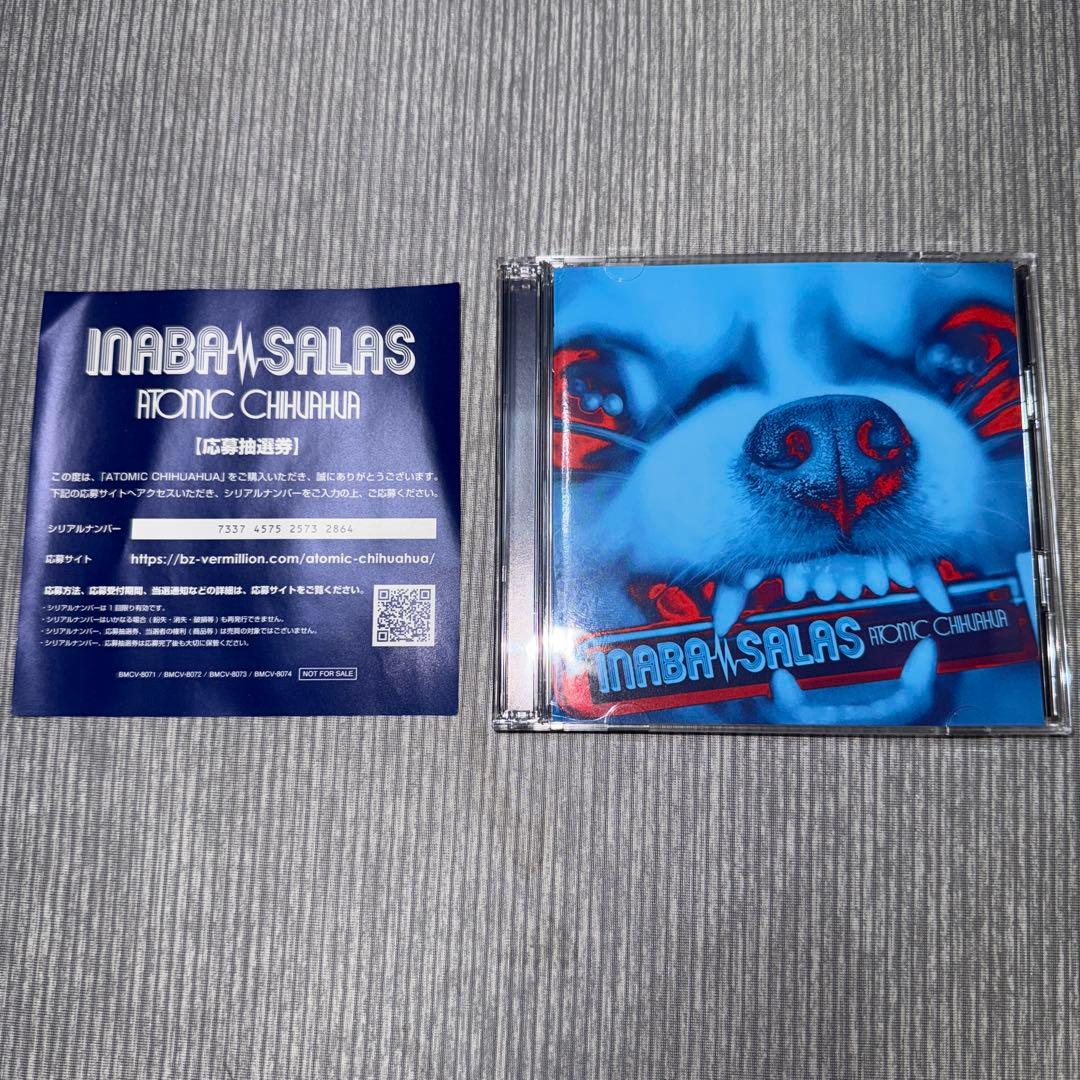 INABA SALAS
ATOMIC CHIHUAHUA
【応募抽選券】
この度は、「ATOMIC CHIHUAHUA」をご購入いただき、誠にありがとうございます。
下記の応募サイトへアクセスいただき、シリアルナンバーをご入力の上、ご応募ください。
シリアルナンバー 7337 4575 2573 2864
応募サイト https://bz-vermillion.com/atomic-chihuahua/
応募方法、応募受付期間、当選通知などの詳細は、応募サイトをご覧ください。
・シリアルナンバーは1回限り有効です。
・シリアルナンバーはいかなる場合(紛失・消失・破損等)も再発行できません。
・シリアルナンバー、応募抽選券、当選者の権利(商品等)は売買の対象ではございません。
・シリアルナンバー、応募抽選券は応募完了後も大切に保管ください。
BMCV-8071 / BMCV-8072 / BMCV-8073 / BMCV-8074 NOT FOR SALE
INABA SALAS ATOMIC CHIHUAHUA